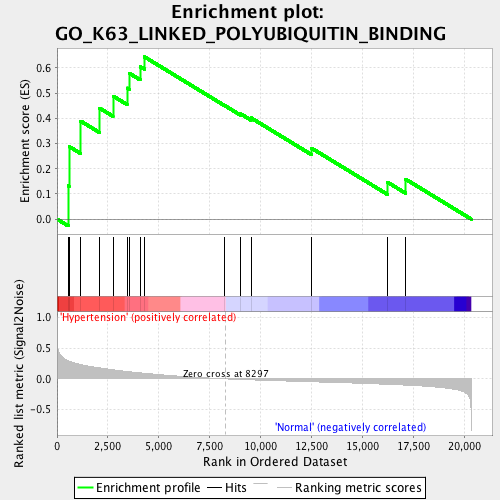 Enrichment plot:
GO_K63_LINKED_POLYUBIQUITIN_BINDING
Enrichment score (ES)
0.6
0.5
0.4
0.3
0.2
0.1
0.0
'Hypertension' (positively correlated)
Ranked list metric (Signal2Noise)
1.0
0.5
0.0
-0.5
Zero cross at 8297
'Normal' (negatively correlated)
0
2,500
5,000
7,500
10,000
12,500
15,000
17,500
20,000
Rank in Ordered Dataset
Enrichment profile
Hits
Ranking metric scores